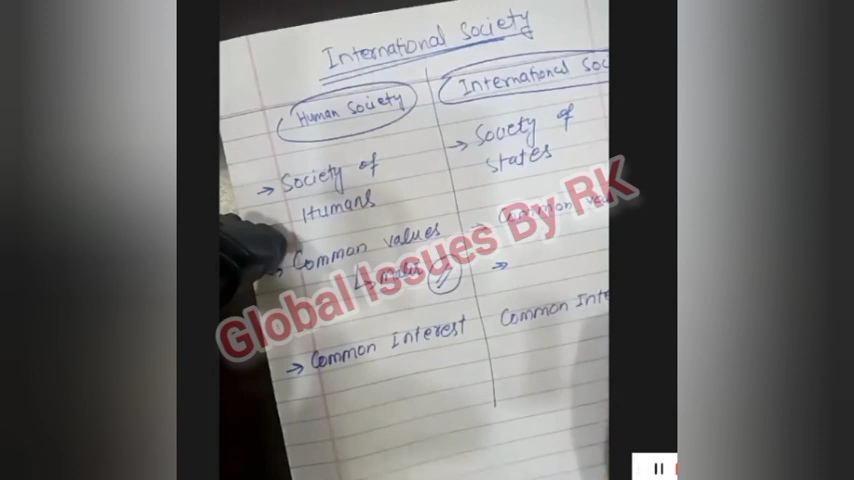 International Society
Human Society
International Soc
→ Society of
Humans
→ Society of
States
Common values
Common
→ Common Interest
Common Inte
Global Issues By RK